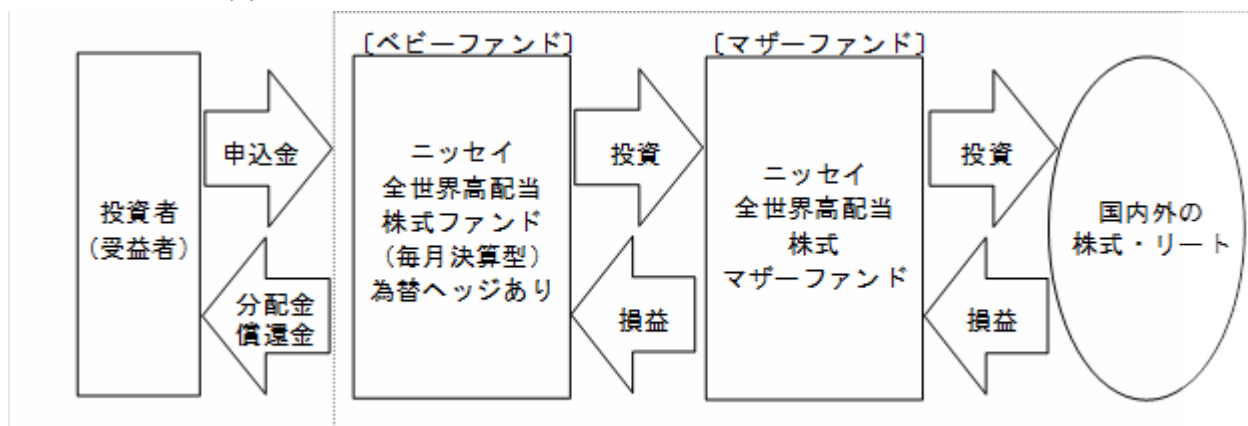 〔ベビーファンド〕
〔マザーファンド〕
投資者
(受益者)
申込金
分配金
償還金
ニッセイ
全世界高配当
株式ファンド
(毎月決算型)
為替ヘッジあり
投資
損益
ニッセイ
全世界高配当
株式
マザーファンド
投資
損益
国内外の
株式・リート